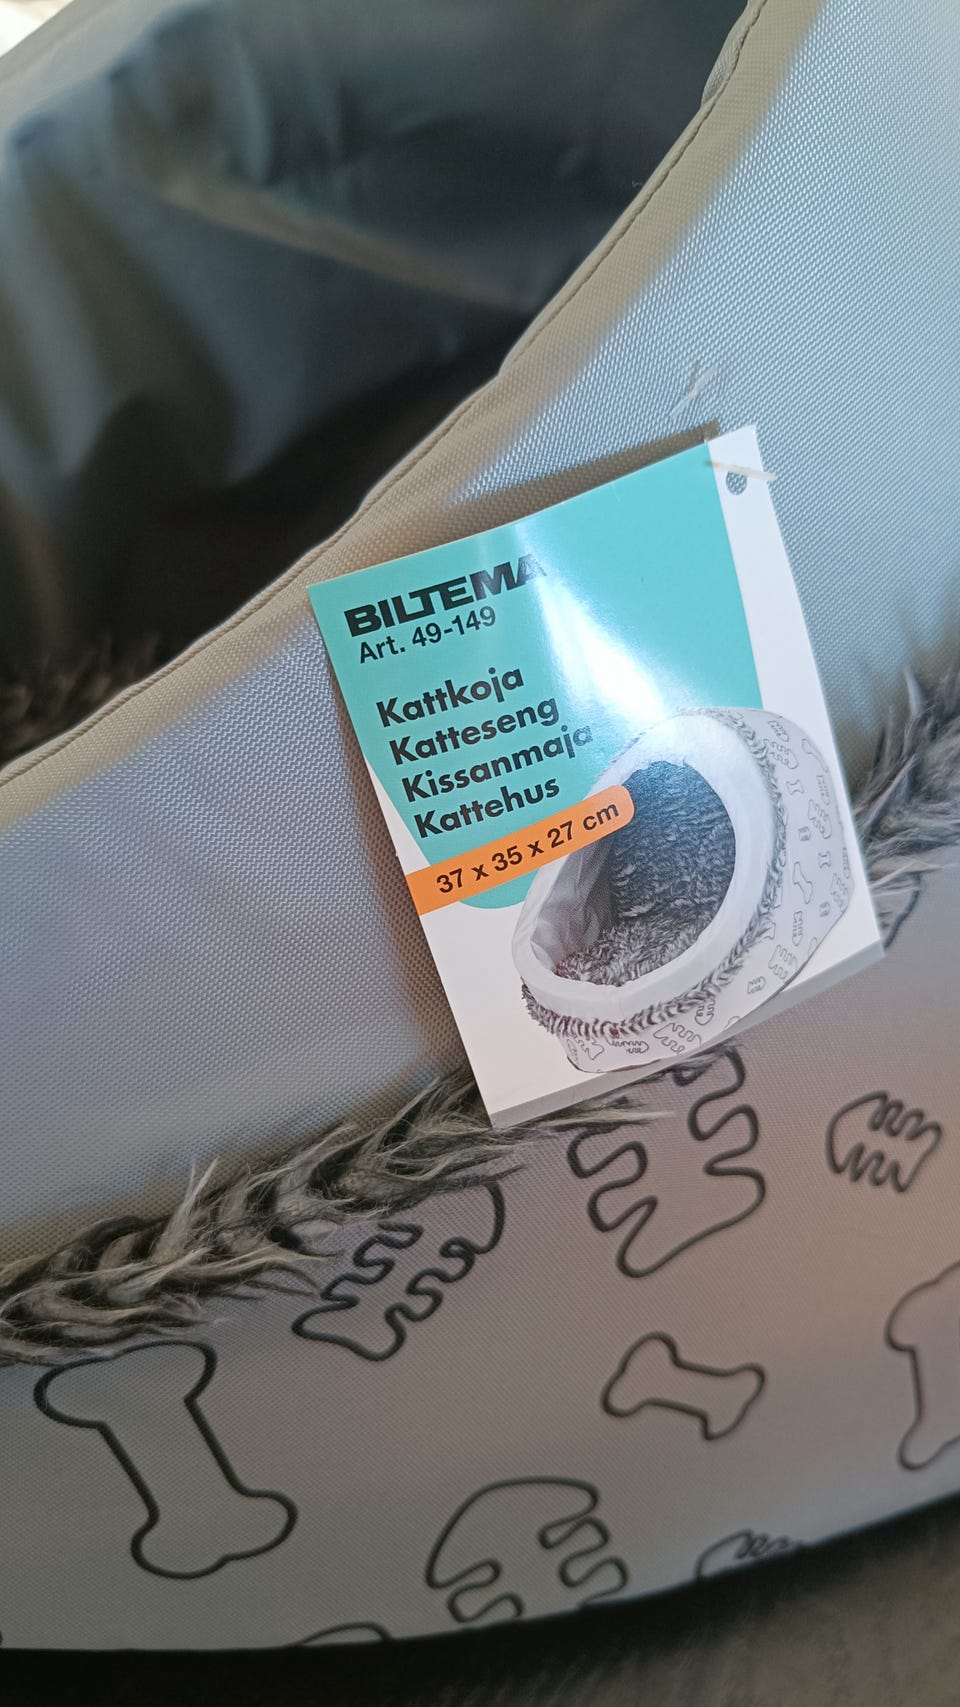 BILTEMA
Art. 49-149
Kattkoja
Katteseng
Kissanmaja
Kattehus
37 x 35 x 27 cm